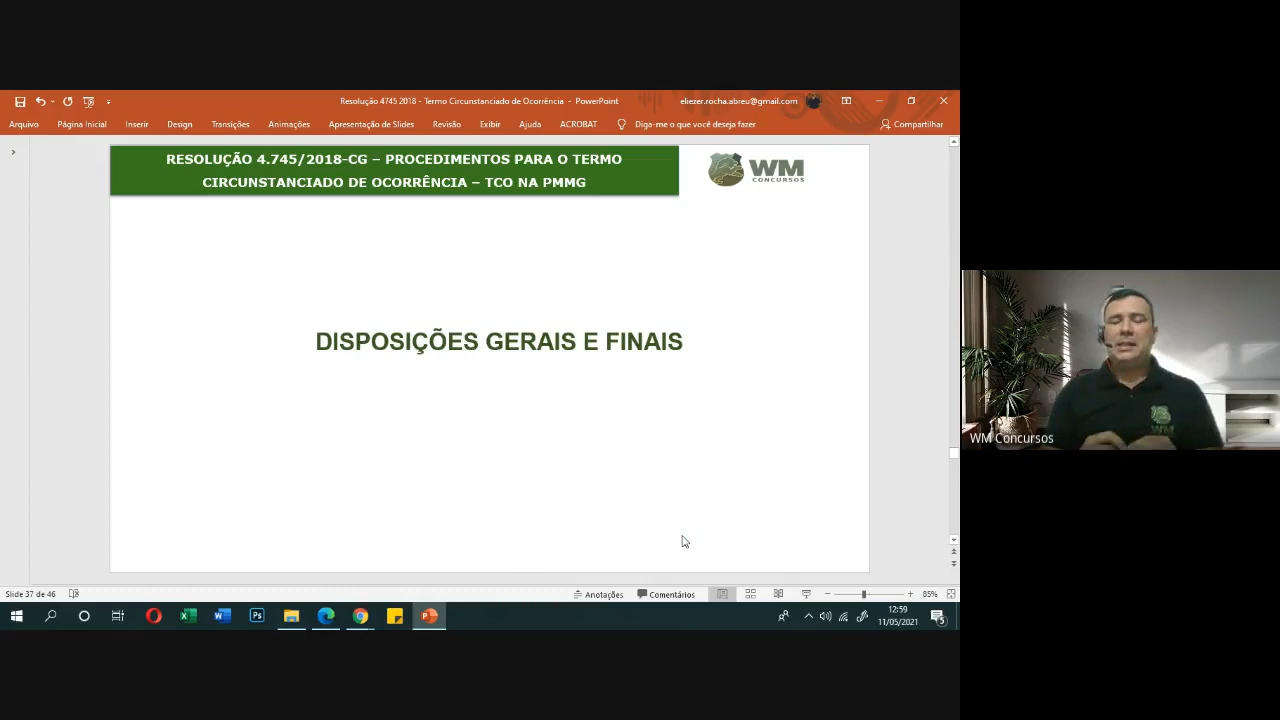 Resolução 4745 2018 - Termo Circunstanciado de Ocorrência - PowerPoint
eliezer.rocha.abreu@gmail.com
Arquivo Página Inicial Inserir Design Transições Animações Apresentação de Slides Revisão Exibir Ajuda ACROBAT Diga-me o que você deseja fazer Compartilhar
RESOLUÇÃO 4.745/2018-CG – PROCEDIMENTOS PARA O TERMO
CIRCUNSTANCIADO DE OCORRÊNCIA – TCO NA PMMG
WM
CONCURSOS
DISPOSIÇÕES GERAIS E FINAIS
WM Concursos
Slide 37 de 46
Anotações Comentários 85%
Ps
12:59
11/05/2021
5